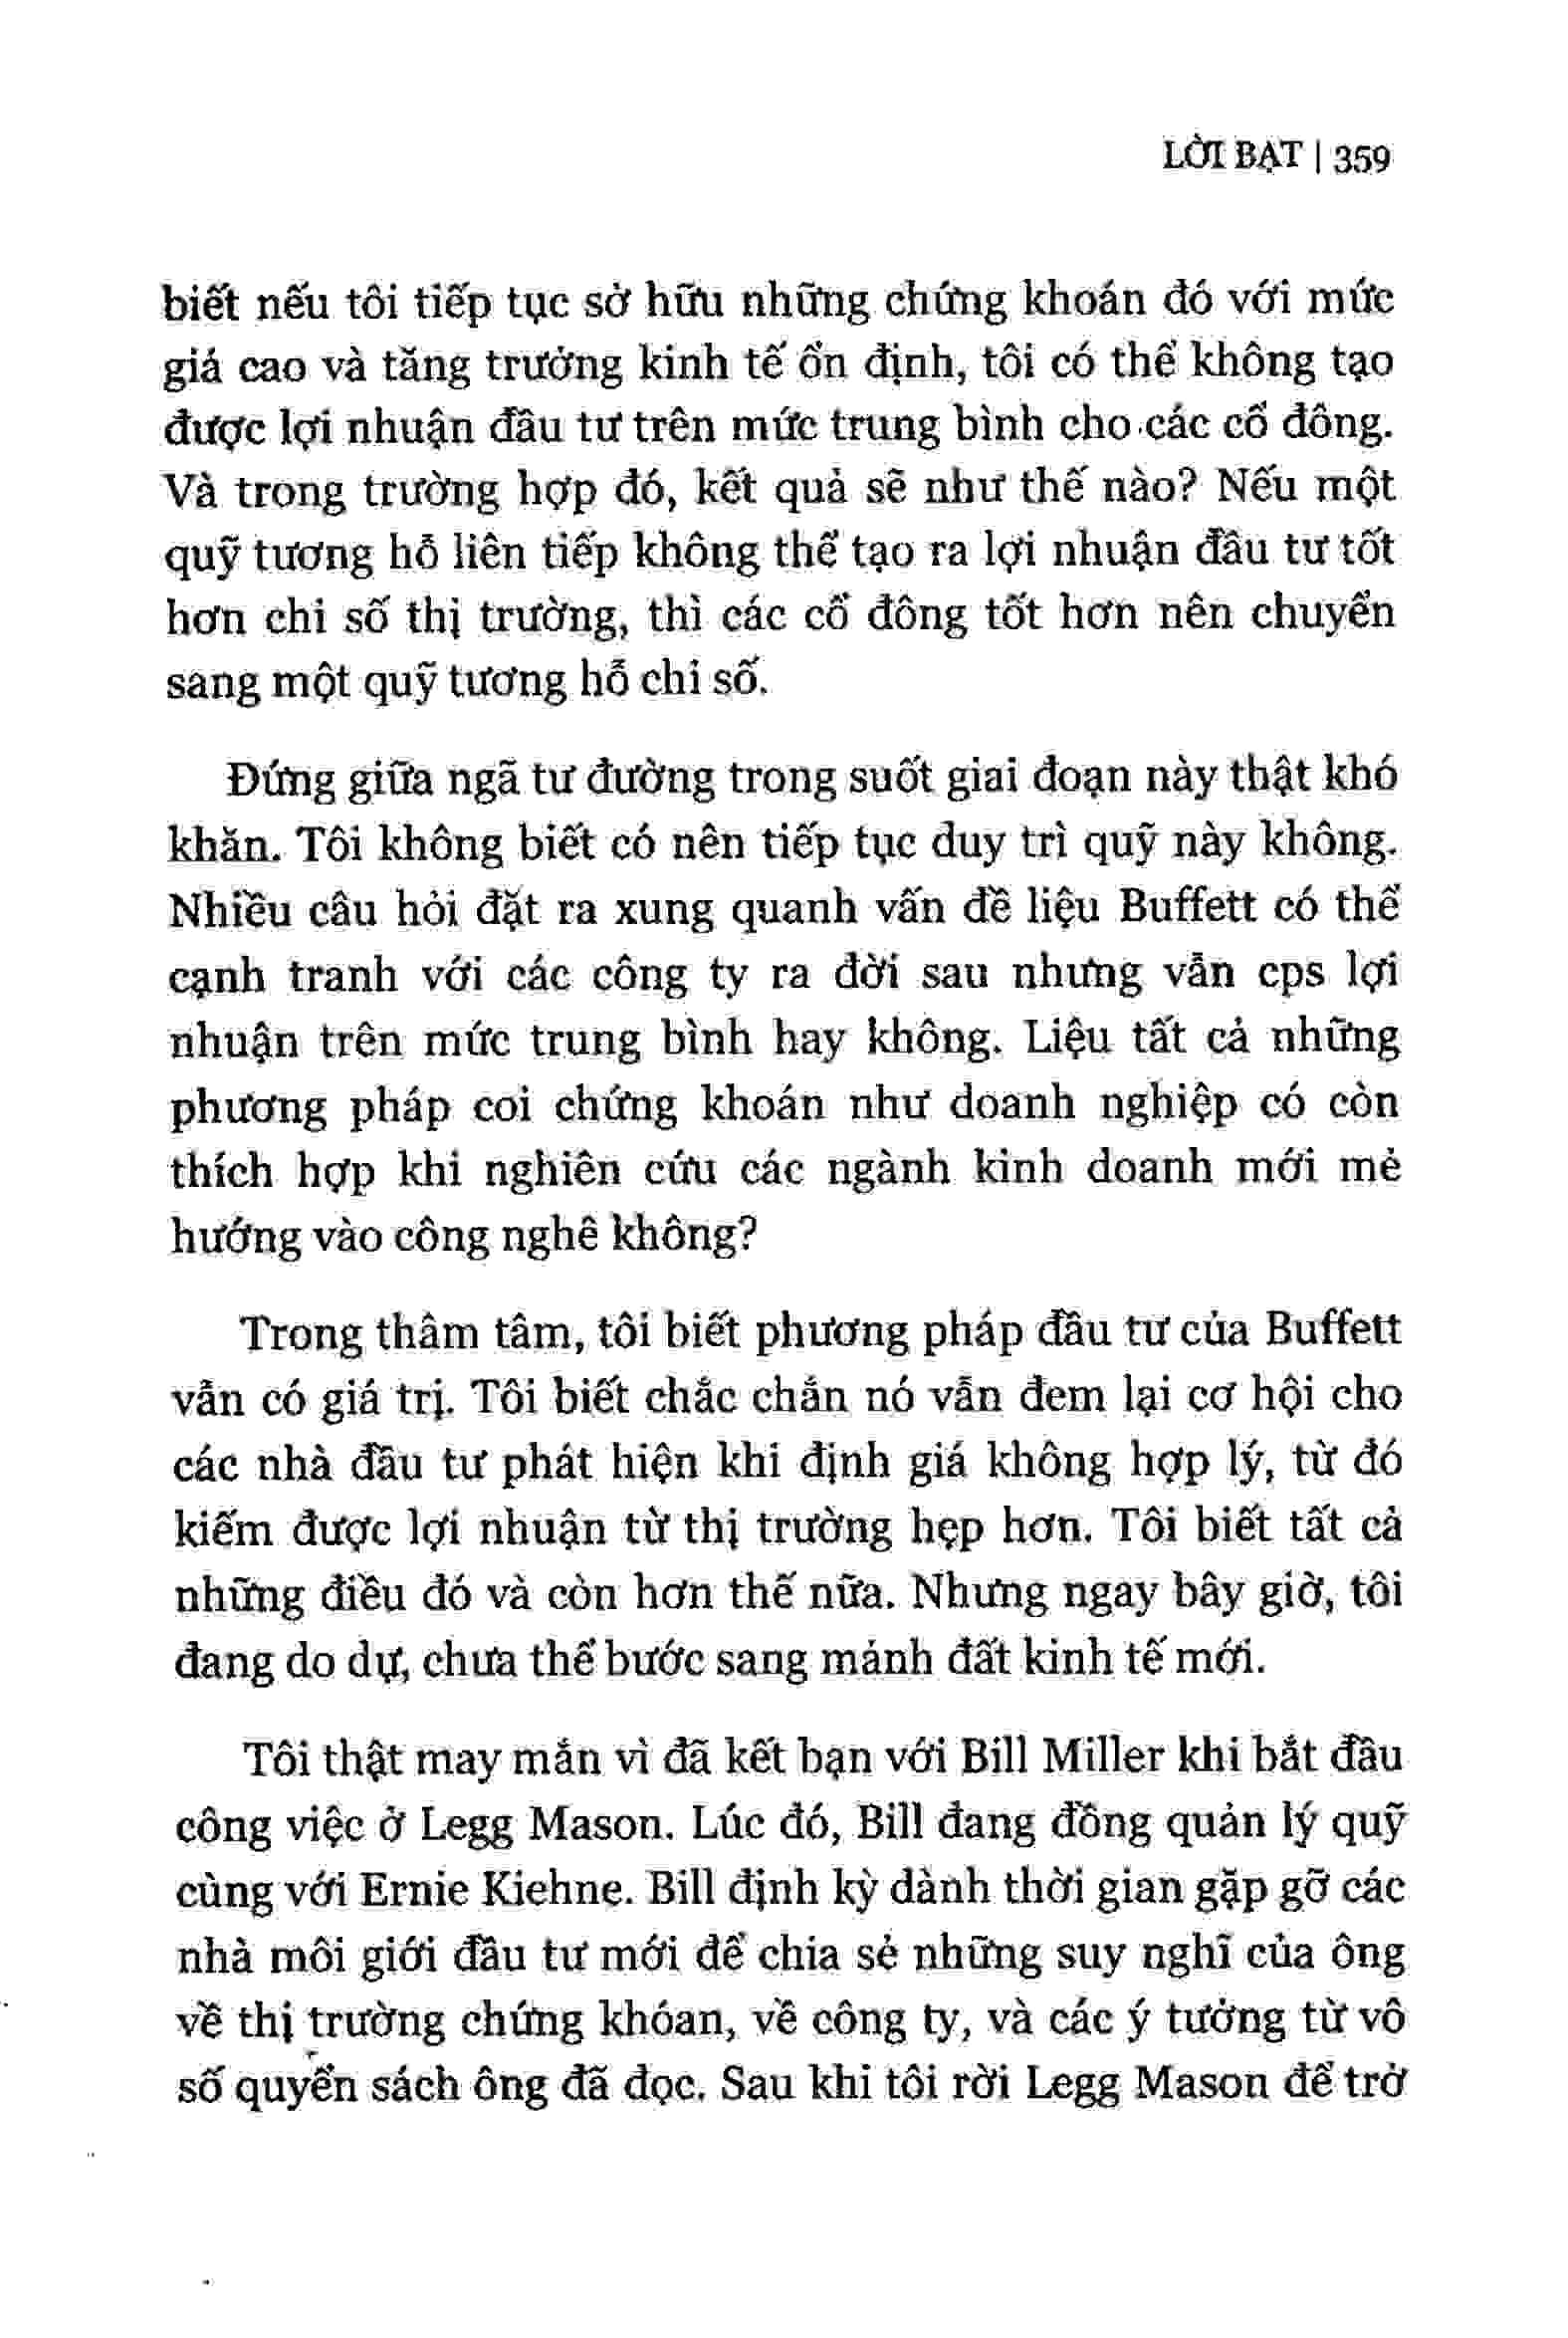 LỜI BẠT | 359
biết nếu tôi tiếp tục sở hữu những chứng khoán đó với mức
giá cao và tăng trưởng kinh tế ổn định, tôi có thể không tạo
được lợi nhuận đầu tư trên mức trung bình cho các cổ đông.
Và trong trường hợp đó, kết quả sẽ như thế nào? Nếu một
quỹ tương hỗ liên tiếp không thể tạo ra lợi nhuận đầu tư tốt
hơn chỉ số thị trường, thì các cổ đông tốt hơn nên chuyển
sang một quỹ tương hỗ chỉ số.
Đứng giữa ngã tư đường trong suốt giai đoạn này thật khó
khăn. Tôi không biết có nên tiếp tục duy trì quỹ này không.
Nhiều câu hỏi đặt ra xung quanh vấn đề liệu Buffett có thể
cạnh tranh với các công ty ra đời sau nhưng vẫn cps lợi
nhuận trên mức trung bình hay không. Liệu tất cả những
phương pháp coi chứng khoán như doanh nghiệp có còn
thích hợp khi nghiên cứu các ngành kinh doanh mới mẻ
hướng vào công nghê không?
Trong thâm tâm, tôi biết phương pháp đầu tư của Buffett
vẫn có giá trị. Tôi biết chắc chắn nó vẫn đem lại cơ hội cho
các nhà đầu tư phát hiện khi định giá không hợp lý, từ đó
kiếm được lợi nhuận từ thị trường hẹp hơn. Tôi biết tất cả
những điều đó và còn hơn thế nữa. Nhưng ngay bây giờ, tôi
đang do dự, chưa thể bước sang mảnh đất kinh tế mới.
Tôi thật may mắn vì đã kết bạn với Bill Miller khi bắt đầu
công việc ở Legg Mason. Lúc đó, Bill đang đồng quản lý quỹ
cùng với Ernie Kiehne. Bill định kỳ dành thời gian gặp gỡ các
nhà môi giới đầu tư mới để chia sẻ những suy nghĩ của ông
về thị trường chứng khóan, về công ty, và các ý tưởng từ vô
số quyển sách ông đã đọc. Sau khi tôi rời Legg Mason để trở